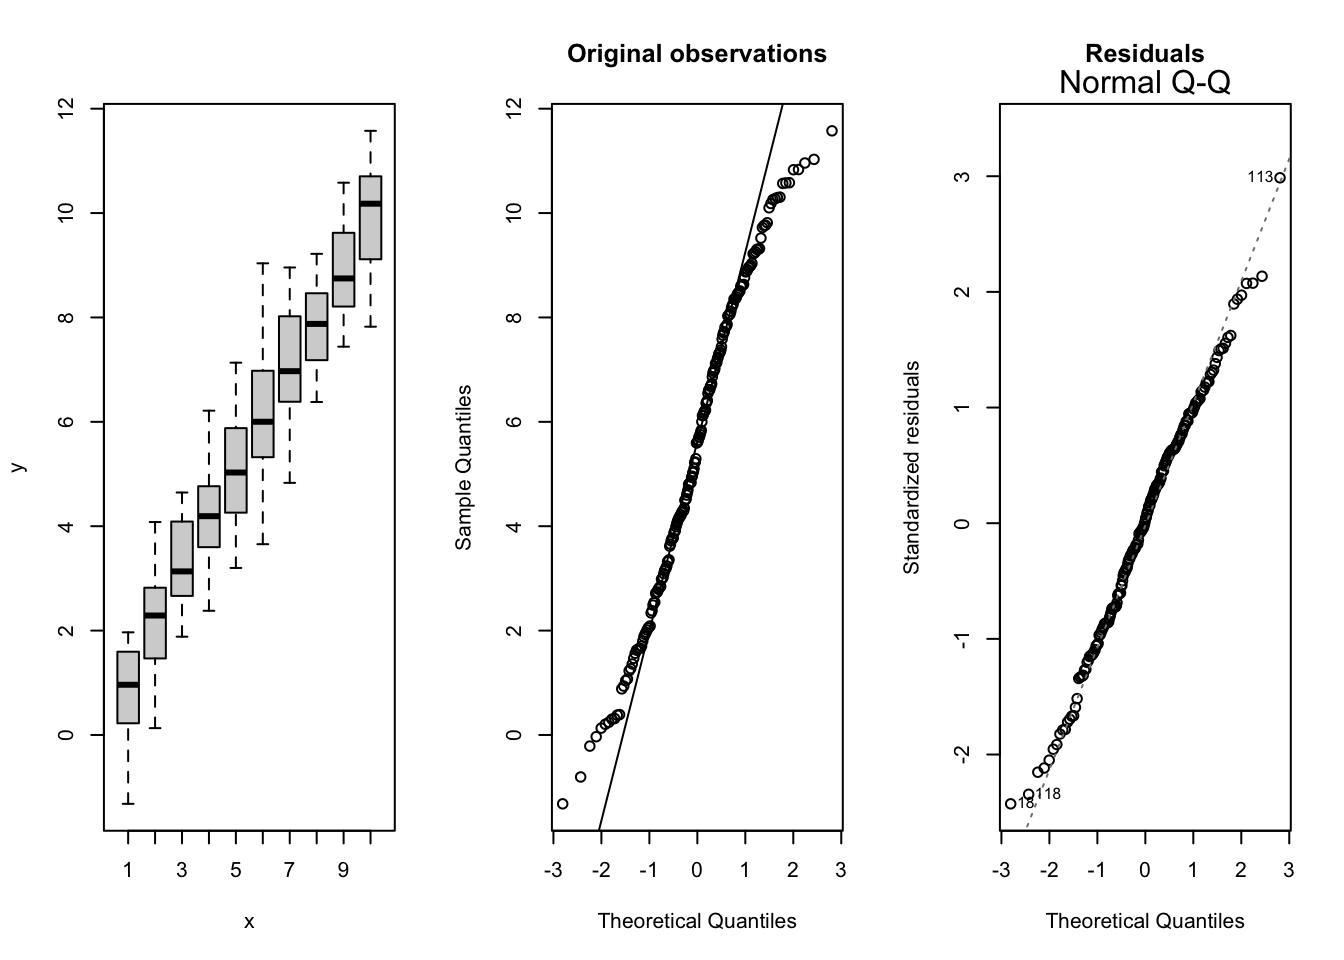 y
12
10
8
6
4
2
0
1 3 5 7 9
x
Original observations
Sample Quantiles
12
10
8
6
4
2
0
-3 -2 -1 0 1 2 3
Theoretical Quantiles
Residuals
Normal Q-Q
Standardized residuals
3
2
1
0
-1
-2
113
118
18
-3 -2 -1 0 1 2 3
Theoretical Quantiles